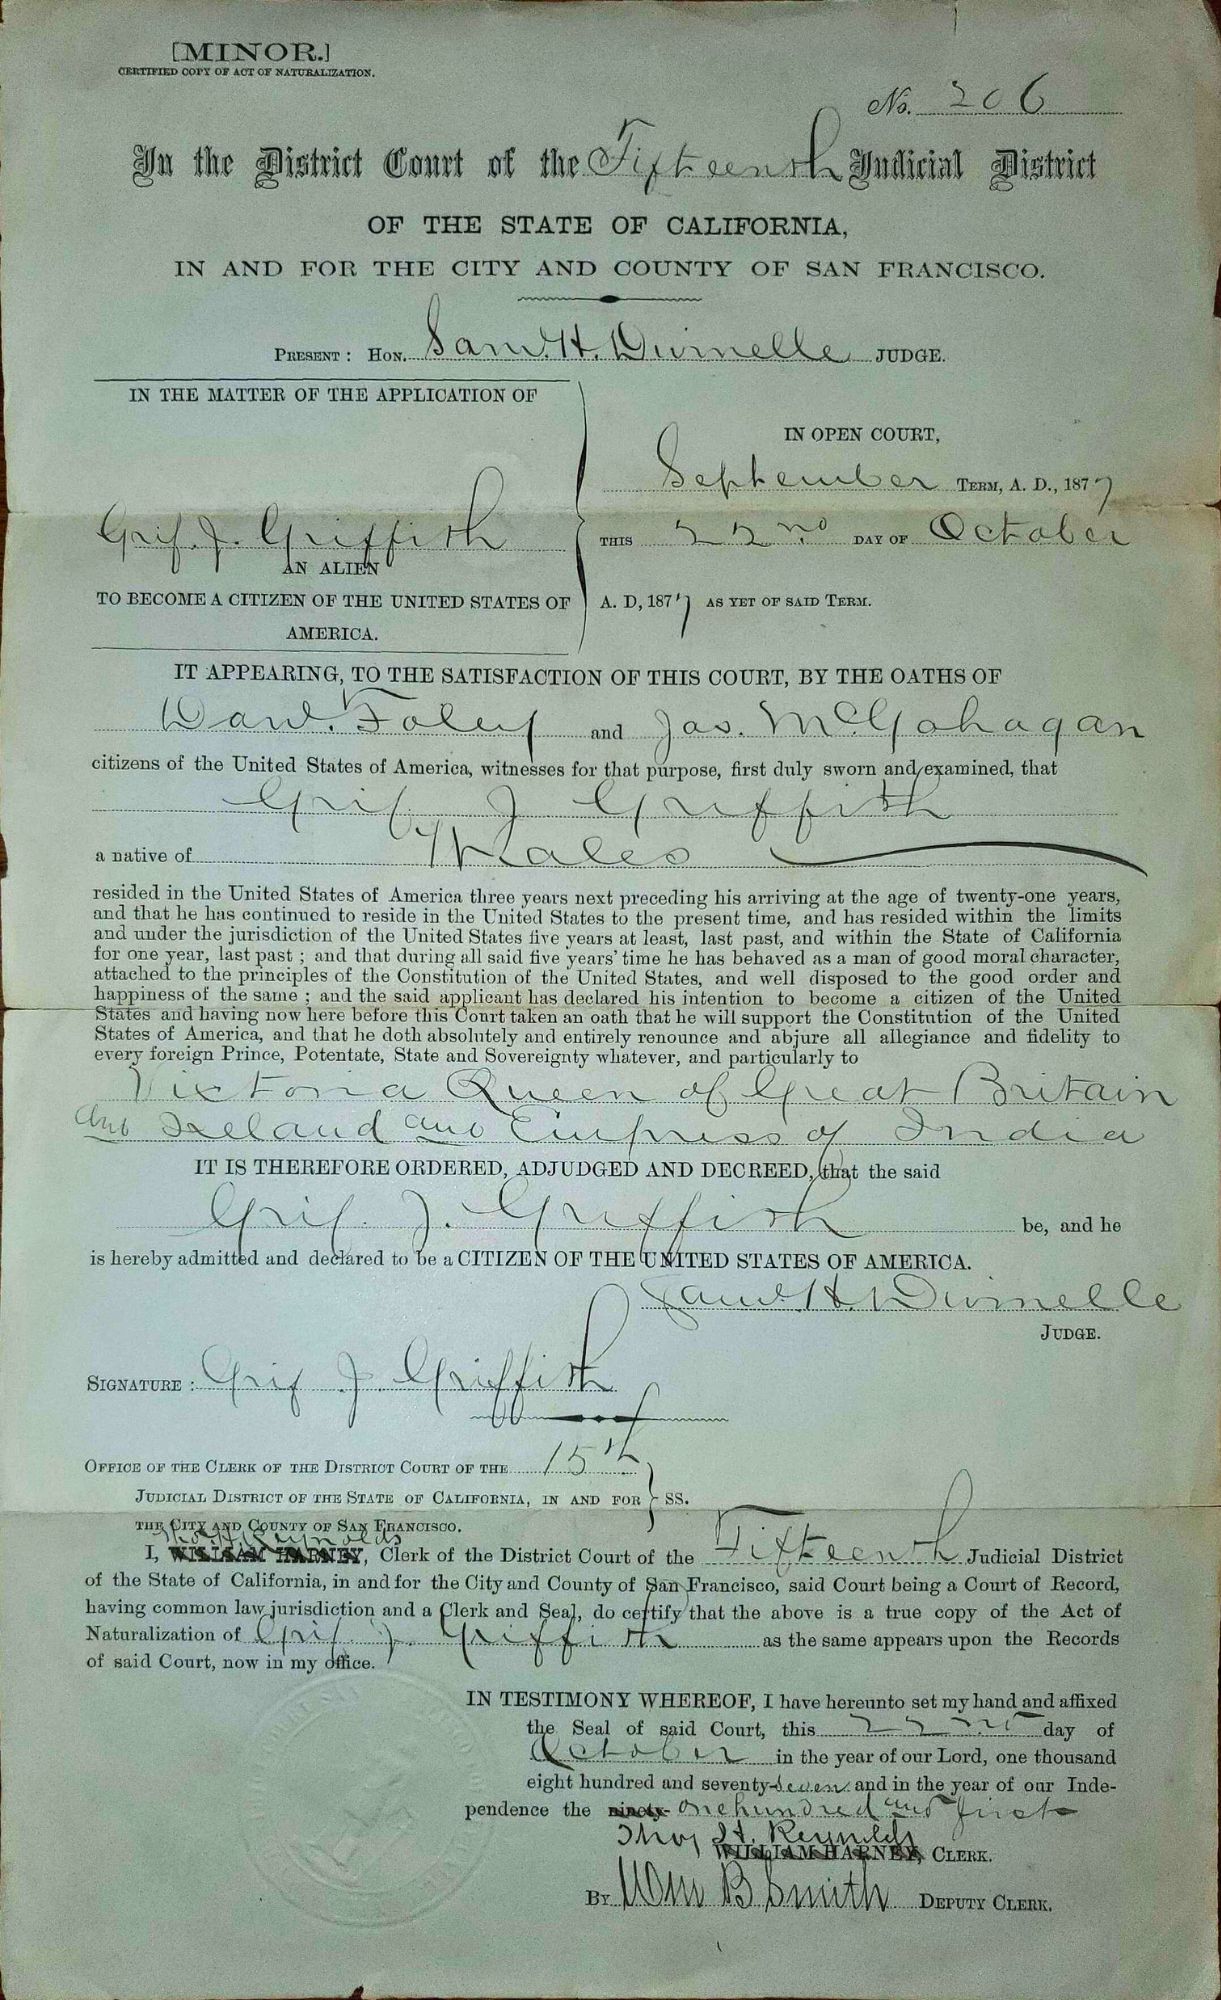 [MINOR.]
CERTIFIED COPY OF ACT OF NATURALIZATION.
No. 206
In the District Court of the Fifteenth Judicial District
OF THE STATE OF CALIFORNIA,
IN AND FOR THE CITY AND COUNTY OF SAN FRANCISCO.
PRESENT: HON. Saml. H. Dwinelle JUDGE.
IN THE MATTER OF THE APPLICATION OF
Grif. J. Griffith
AN ALIEN
TO BECOME A CITIZEN OF THE UNITED STATES OF
AMERICA.
IN OPEN COURT,
September TERM, A. D., 1877
THIS 22nd DAY OF October
A. D, 1877 AS YET OF SAID TERM.
IT APPEARING, TO THE SATISFACTION OF THIS COURT, BY THE OATHS OF
Danl. Foley and Jas. McGohagan
citizens of the United States of America, witnesses for that purpose, first duly sworn and examined, that
Grif. J Griffith
a native of Wales
resided in the United States of America three years next preceding his arriving at the age of twenty-one years,
and that he has continued to reside in the United States to the present time, and has resided within the limits
and under the jurisdiction of the United States five years at least, last past, and within the State of California
for one year, last past ; and that during all said five years' time he has behaved as a man of good moral character,
attached to the principles of the Constitution of the United States, and well disposed to the good order and
happiness of the same ; and the said applicant has declared his intention to become a citizen of the United
States and having now here before this Court taken an oath that he will support the Constitution of the United
States of America, and that he doth absolutely and entirely renounce and abjure all allegiance and fidelity to
every foreign Prince, Potentate, State and Sovereignty whatever, and particularly to
Victoria Queen of Great Britain
and Ireland and Empress of India
IT IS THEREFORE ORDERED, ADJUDGED AND DECREED, that the said
Grif. J. Griffith be, and he
is hereby admitted and declared to be a CITIZEN OF THE UNITED STATES OF AMERICA.
Saml. H. Dwinelle
JUDGE.
SIGNATURE : Grif J. Griffith
OFFICE OF THE CLERK OF THE DISTRICT COURT OF THE 15th
JUDICIAL DISTRICT OF THE STATE OF CALIFORNIA, IN AND FOR SS.
THE CITY AND COUNTY OF SAN FRANCISCO.
Thos H Reynolds
I, WILLIAM HARNEY, Clerk of the District Court of the Fifteenth Judicial District
of the State of California, in and for the City and County of San Francisco, said Court being a Court of Record,
having common law jurisdiction and a Clerk and Seal, do certify that the above is a true copy of the Act of
Naturalization of Grif. J. Griffith as the same appears upon the Records
of said Court, now in my office.
IN TESTIMONY WHEREOF, I have hereunto set my hand and affixed
the Seal of said Court, this 22nd day of
October in the year of our Lord, one thousand
eight hundred and seventy-seven and in the year of our Inde-
pendence the ninety- one hundred and first
Thos H. Reynolds
WILLIAM HARNEY, CLERK.
BY Wm B Smith DEPUTY CLERK.